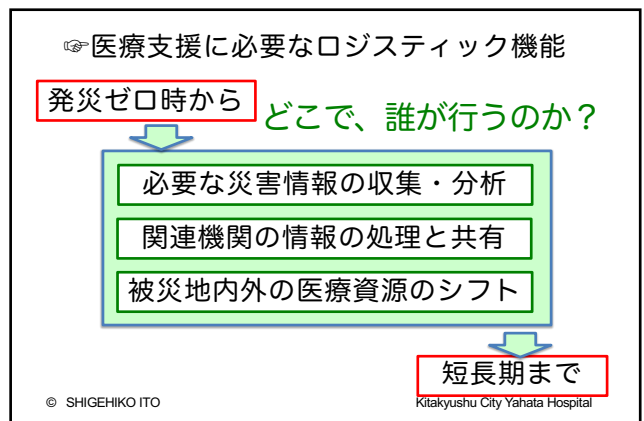 ☞医療支援に必要なロジスティック機能
発災ゼロ時から
どこで、誰が行うのか？
必要な災害情報の収集・分析
関連機関の情報の処理と共有
被災地内外の医療資源のシフト
短長期まで
© SHIGEHIKO ITO
Kitakyushu City Yahata Hospital